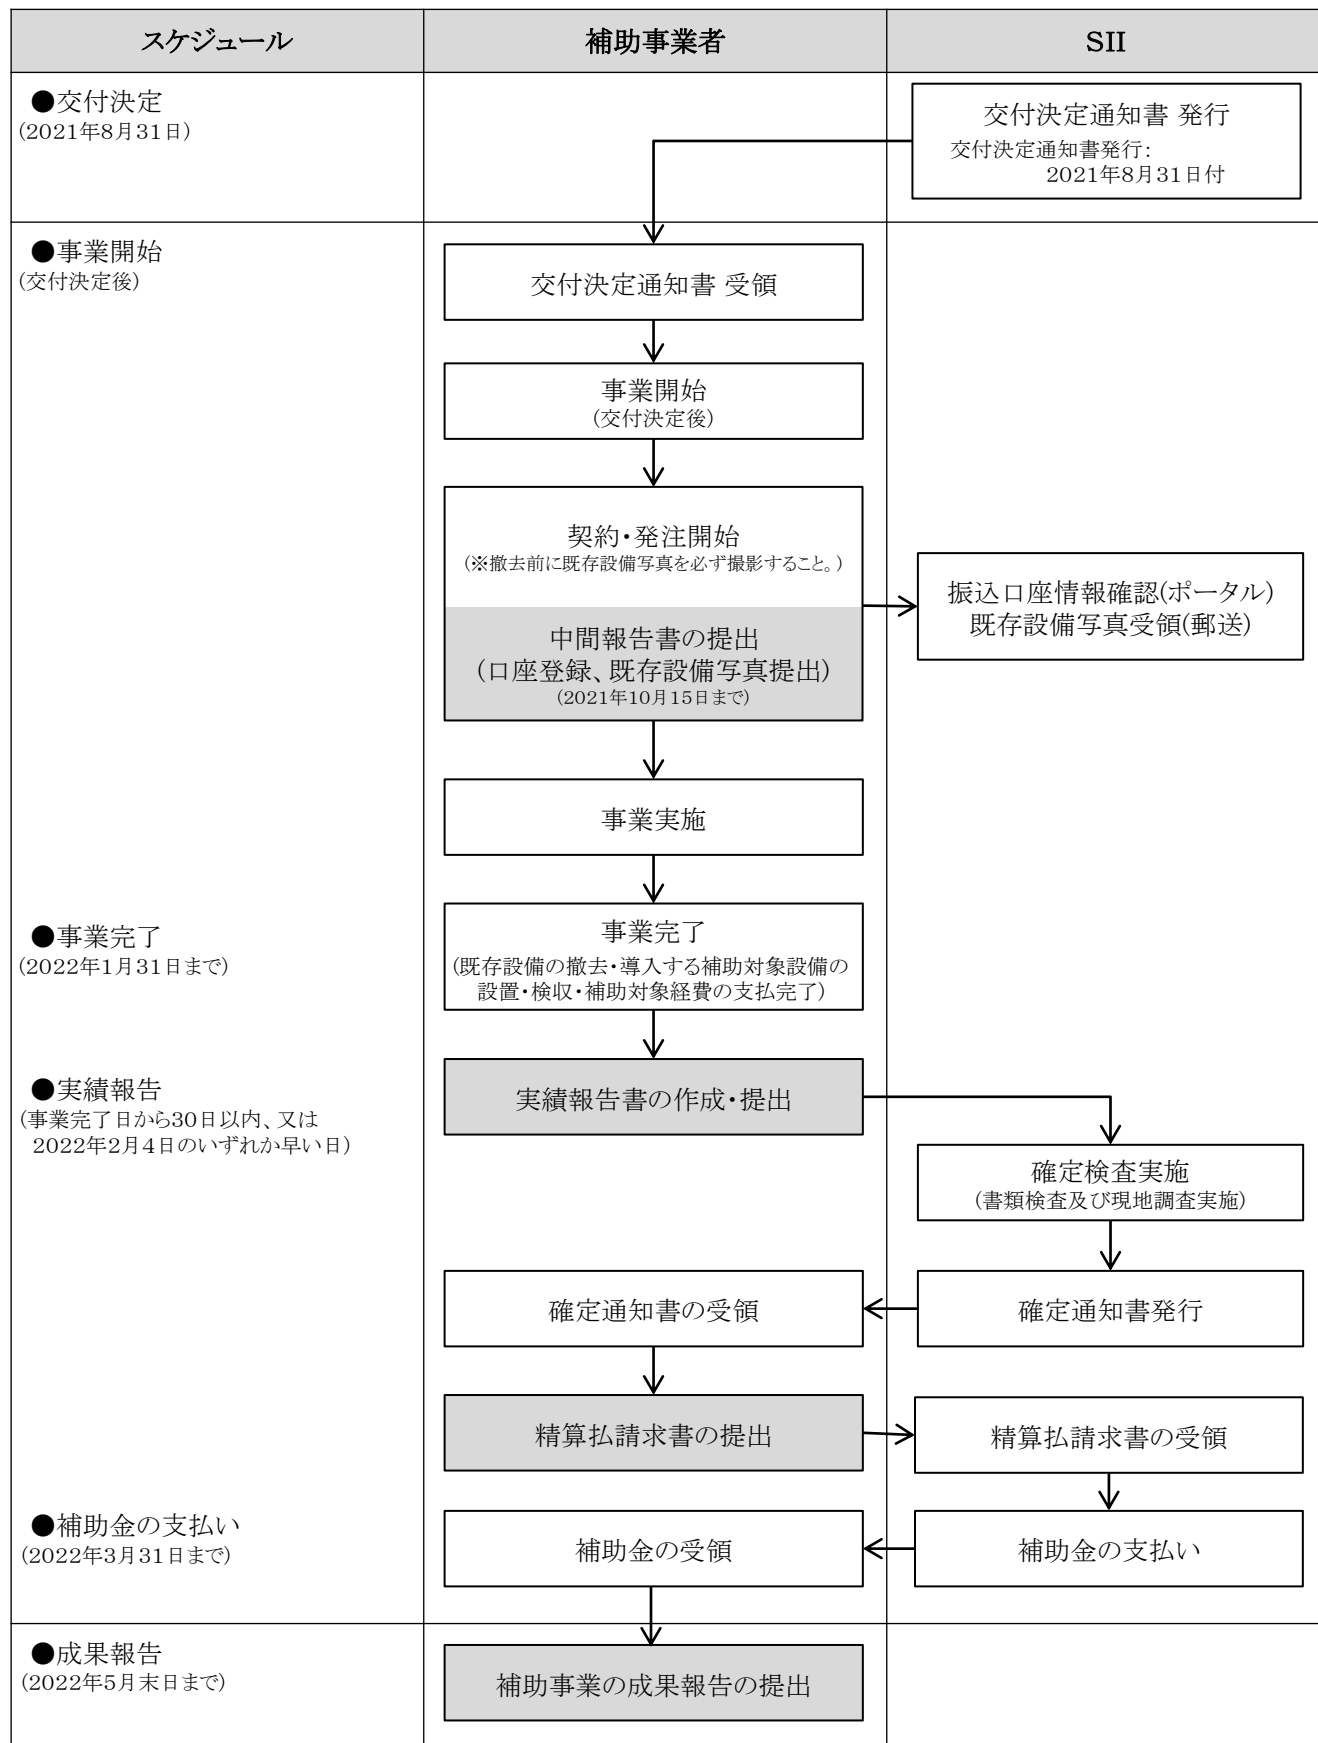 スケジュール
補助事業者
SII
●交付決定
(2021年8月31日)
交付決定通知書 発行
交付決定通知書発行:
2021年8月31日付
●事業開始
(交付決定後)
交付決定通知書 受領
事業開始
(交付決定後)
契約・発注開始
(※撤去前に既存設備写真を必ず撮影すること。)
中間報告書の提出
(口座登録、既存設備写真提出)
(2021年10月15日まで)
振込口座情報確認(ポータル)
既存設備写真受領(郵送)
事業実施
●事業完了
(2022年1月31日まで)
事業完了
(既存設備の撤去・導入する補助対象設備の
設置・検収・補助対象経費の支払完了)
●実績報告
(事業完了日から30日以内、又は
2022年2月4日のいずれか早い日)
実績報告書の作成・提出
確定検査実施
(書類検査及び現地調査実施)
確定通知書の受領
確定通知書発行
精算払請求書の提出
精算払請求書の受領
●補助金の支払い
(2022年3月31日まで)
補助金の受領
補助金の支払い
●成果報告
(2022年5月末日まで)
補助事業の成果報告の提出